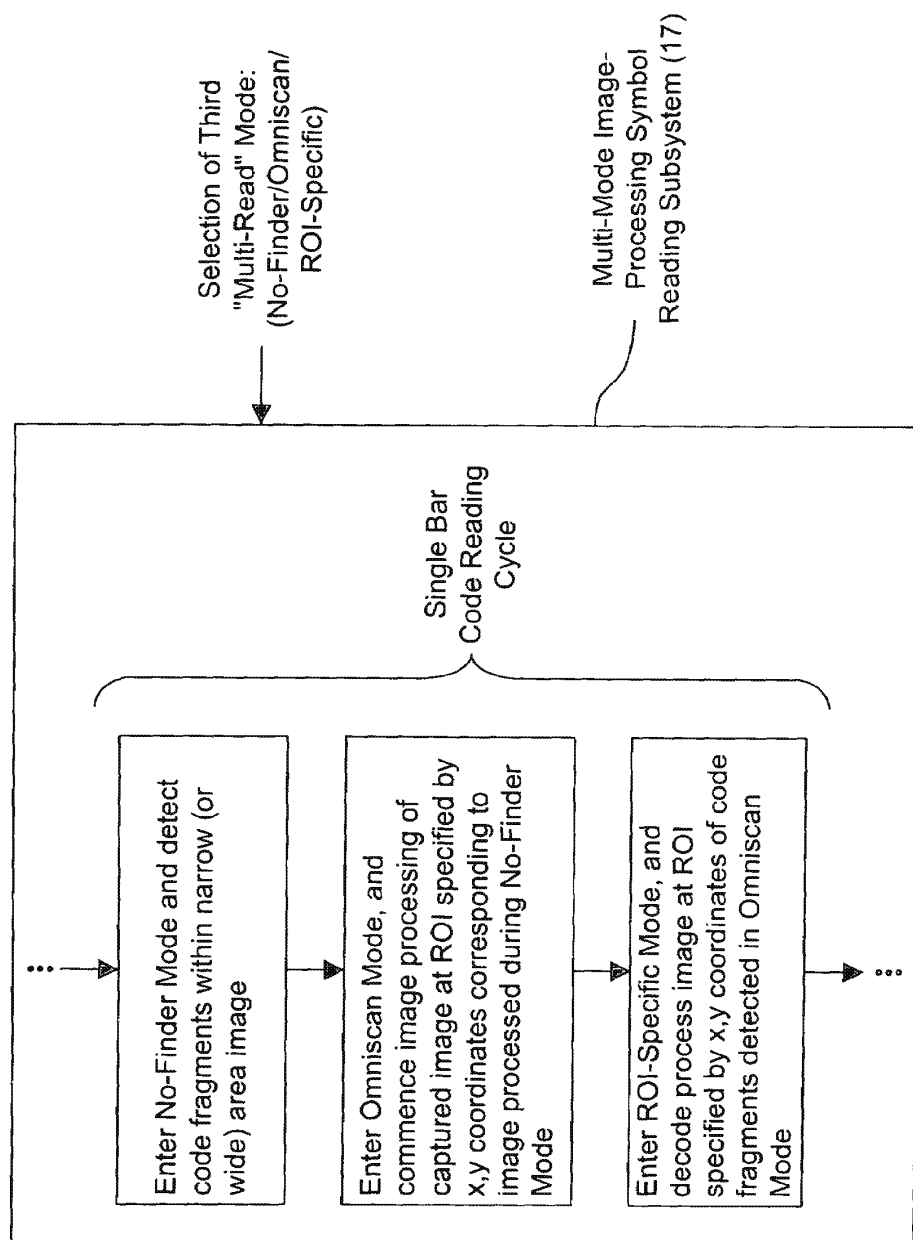 Selection of Third
"Multi-Read" Mode:
(No-Finder/Omniscan/
ROI-Specific)
Multi-Mode Image-
Processing Symbol
Reading Subsystem (17)
Single Bar
Code Reading
Cycle
Enter No-Finder Mode and detect
code fragments within narrow (or
wide) area image
Enter Omniscan Mode, and
commence image processing of
captured image at ROI specified by
x,y coordinates corresponding to
image processed during No-Finder
Mode
Enter ROI-Specific Mode, and
decode process image at ROI
specified by x,y coordinates of code
fragments detected in Omniscan
Mode